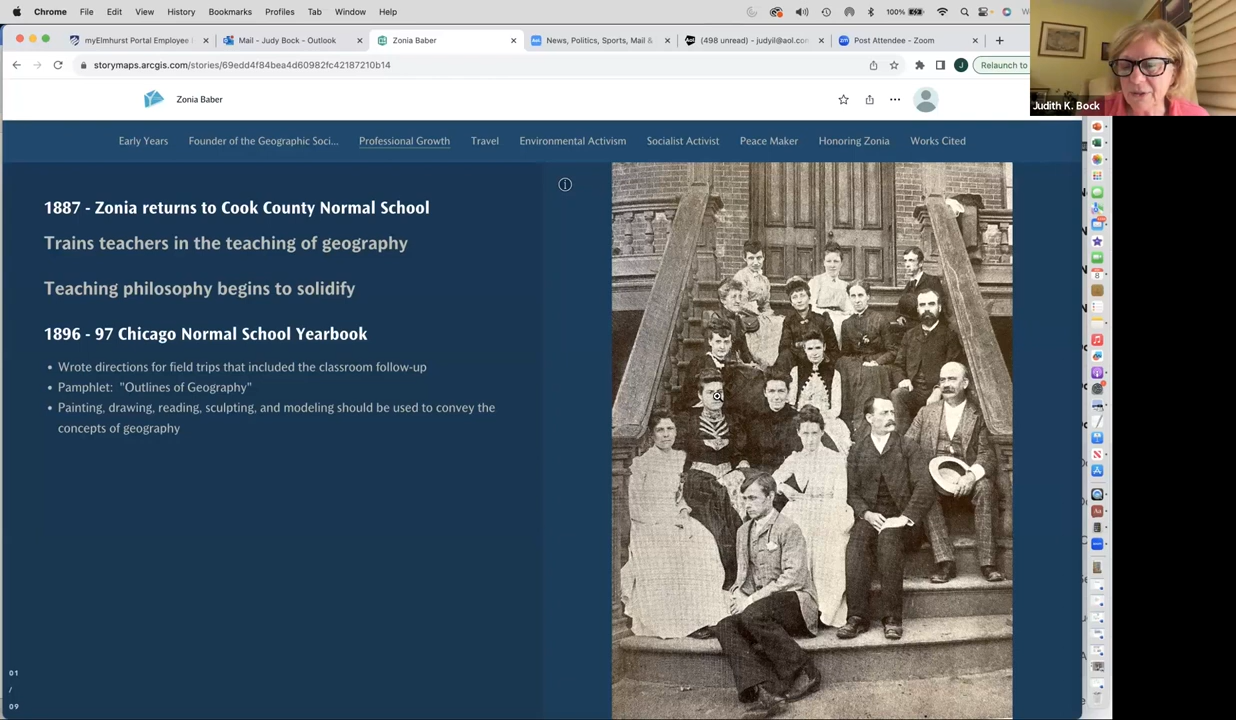 Chrome File Edit View History Bookmarks Profiles Tab Window Help
100%
myElmhurst Portal Employee
Mail - Judy Bock - Outlook
Zonia Baber
News, Politics, Sports, Mail &
(498 unread) - judyil@aol.com
Post Attendee - Zoom
storymaps.arcgis.com/stories/69edd4f84bea4d60982fc42187210b14
J
Relaunch to
Judith K. Bock
Zonia Baber
Early Years Founder of the Geographic Soci... Professional Growth Travel Environmental Activism Socialist Activist Peace Maker Honoring Zonia Works Cited
1887 - Zonia returns to Cook County Normal School
Trains teachers in the teaching of geography
Teaching philosophy begins to solidify
1896 - 97 Chicago Normal School Yearbook
• Wrote directions for field trips that included the classroom follow-up
• Pamphlet: "Outlines of Geography"
• Painting, drawing, reading, sculpting, and modeling should be used to convey the
concepts of geography
01
/
09